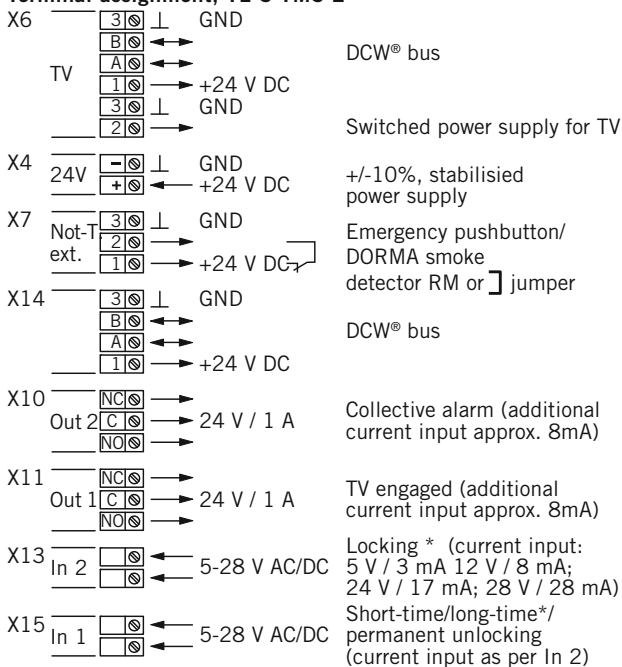 X6 3 ⊥ GND
B
DCW® bus
A
TV
1 +24 V DC
3 ⊥ GND
2 Switched power supply for TV
X4 24V - ⊥ GND +/-10%, stabilisied
+ +24 V DC power supply
X7 Not-T. ext. 3 ⊥ GND
2
1 +24 V DC
Emergency pushbutton/
DORMA smoke
detector RM or jumper
X14 3 ⊥ GND
B
DCW® bus
A
1 +24 V DC
X10 NC
Out 2 C 24 V / 1 A
NO
Collective alarm (additional
current input approx. 8mA)
X11 NC
Out 1 C 24 V / 1 A
NO
TV engaged (additional
current input approx. 8mA)
X13 In 2 5-28 V AC/DC
Locking * (current input:
5 V / 3 mA 12 V / 8 mA;
24 V / 17 mA; 28 V / 28 mA)
X15 In 1 5-28 V AC/DC
Short-time/long-time*/
permanent unlocking
(current input as per In 2)